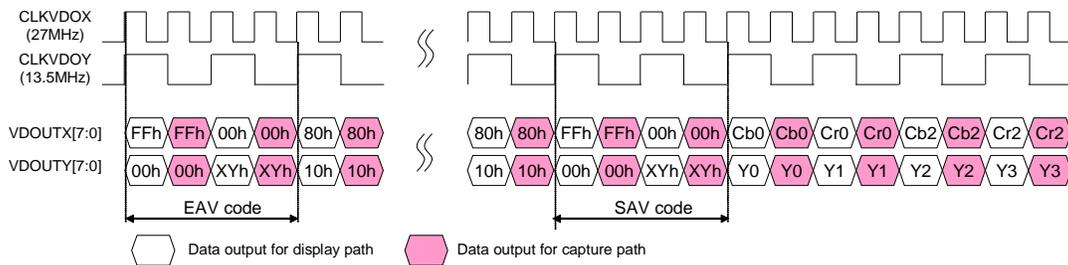 CLKVDOX
(27MHz)
CLKVDOY
(13.5MHz)
VDOUTX[7:0] FFh FFh 00h 00h 80h 80h 80h 80h FFh FFh 00h 00h Cb0 Cb0 Cr0 Cr0 Cb2 Cb2 Cr2 Cr2
VDOUTY[7:0] 00h 00h XYh XYh 10h 10h 10h 10h 00h 00h XYh XYh Y0 Y0 Y1 Y1 Y2 Y2 Y3 Y3
EAV code SAV code
Data output for display path Data output for capture path